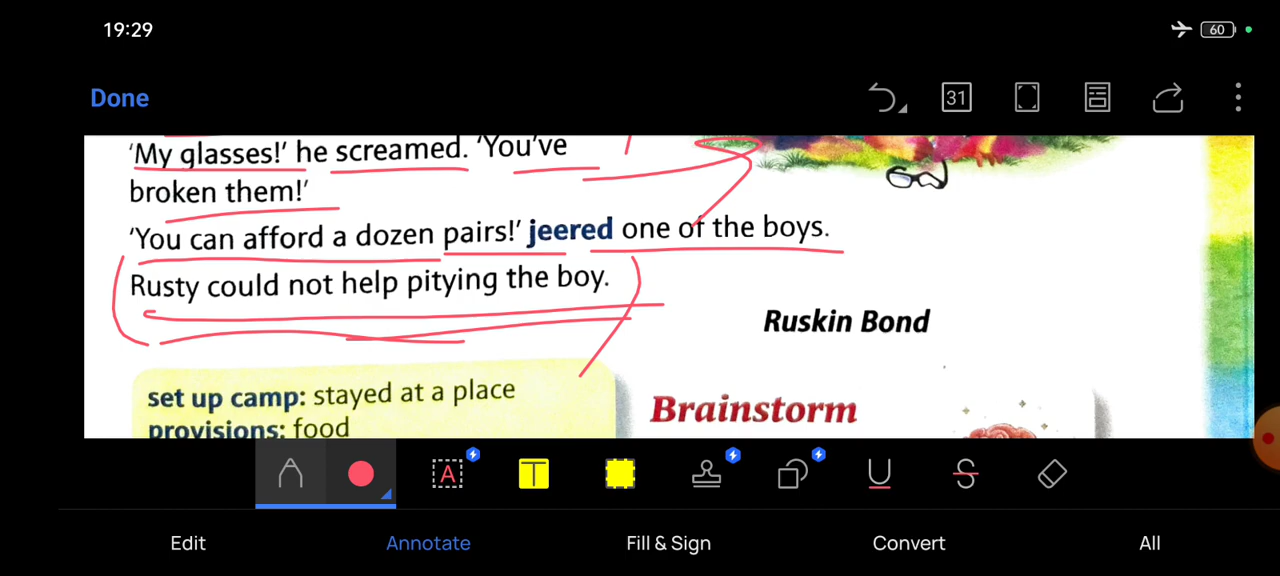 19:29
60
Done
31
'My glasses!' he screamed. 'You've
broken them!'
'You can afford a dozen pairs!' jeered one of the boys.
Rusty could not help pitying the boy.
Ruskin Bond
set up camp: stayed at a place
provisions: food
Brainstorm
A
T
U
S
Edit
Annotate
Fill & Sign
Convert
All